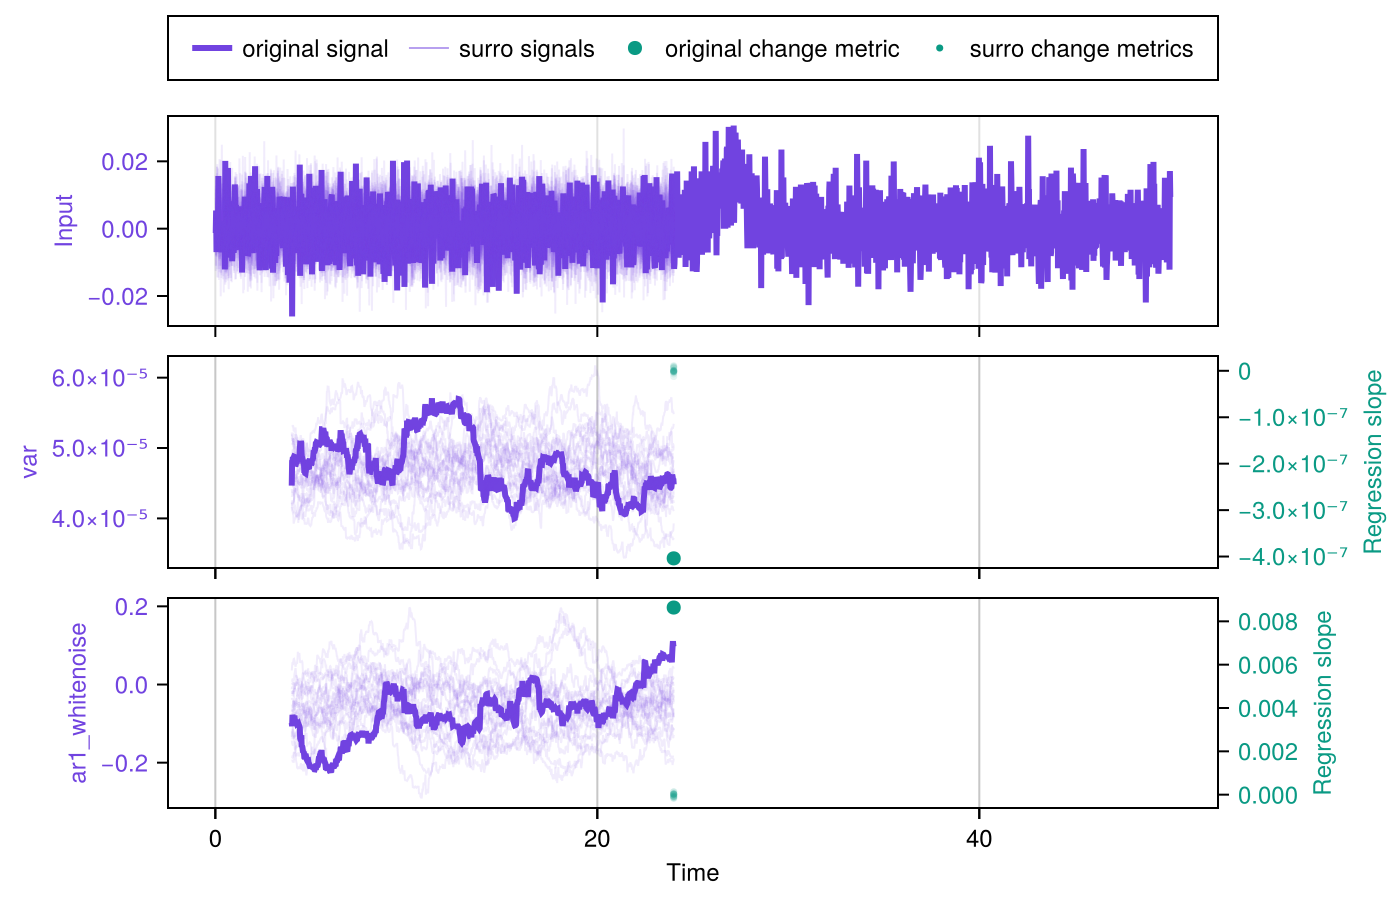 original signal surro signals original change metric surro change metrics
Input
0.02
0.00
−0.02
var
6.0×10⁻⁵
5.0×10⁻⁵
4.0×10⁻⁵
0
−1.0×10⁻⁷
−2.0×10⁻⁷
−3.0×10⁻⁷
−4.0×10⁻⁷
Regression slope
ar1_whitenoise
0.2
0.0
−0.2
0.008
0.006
0.004
0.002
0.000
Regression slope
0 20 40
Time